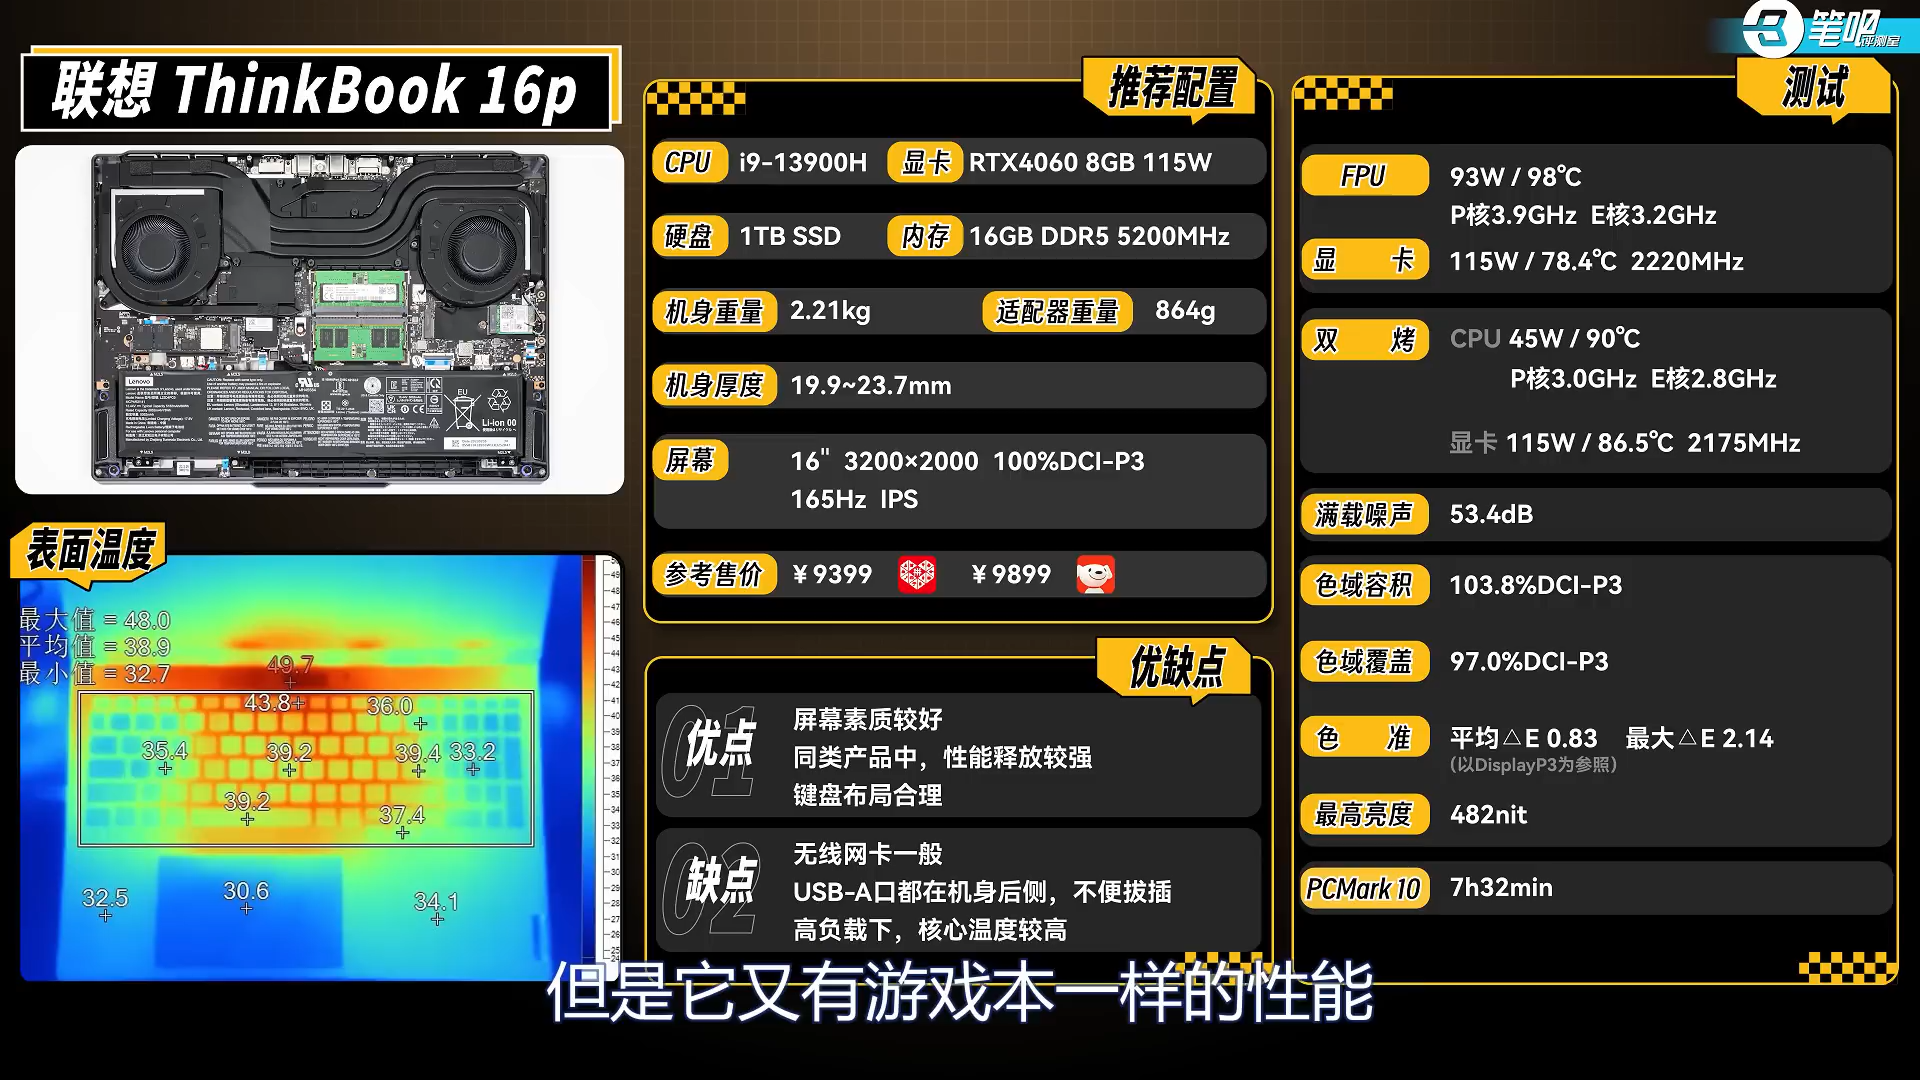 笔吧评测室
联想 ThinkBook 16p
Lenovo
EU
Li-ion 00
表面温度
最大值 = 48.0
平均值 = 38.9
最小值 = 32.7
49.7
43.8
36.0
35.4
39.2
39.4
33.2
39.2
37.4
32.5
30.6
34.1
推荐配置
CPU i9-13900H 显卡 RTX4060 8GB 115W
硬盘 1TB SSD 内存 16GB DDR5 5200MHz
机身重量 2.21kg 适配器重量 864g
机身厚度 19.9~23.7mm
屏幕 16" 3200×2000 100%DCI-P3
165Hz IPS
参考售价 ¥9399 ¥9899
优缺点
01 优点
屏幕素质较好
同类产品中，性能释放较强
键盘布局合理
02 缺点
无线网卡一般
USB-A口都在机身后侧，不便拔插
高负载下，核心温度较高
测试
FPU 93W / 98℃
P核3.9GHz E核3.2GHz
显卡 115W / 78.4℃ 2220MHz
双烤 CPU 45W / 90℃
P核3.0GHz E核2.8GHz
显卡 115W / 86.5℃ 2175MHz
满载噪声 53.4dB
色域容积 103.8%DCI-P3
色域覆盖 97.0%DCI-P3
色准 平均△E 0.83 最大△E 2.14
(以DisplayP3为参照)
最高亮度 482nit
PCMark 10 7h32min
但是它又有游戏本一样的性能